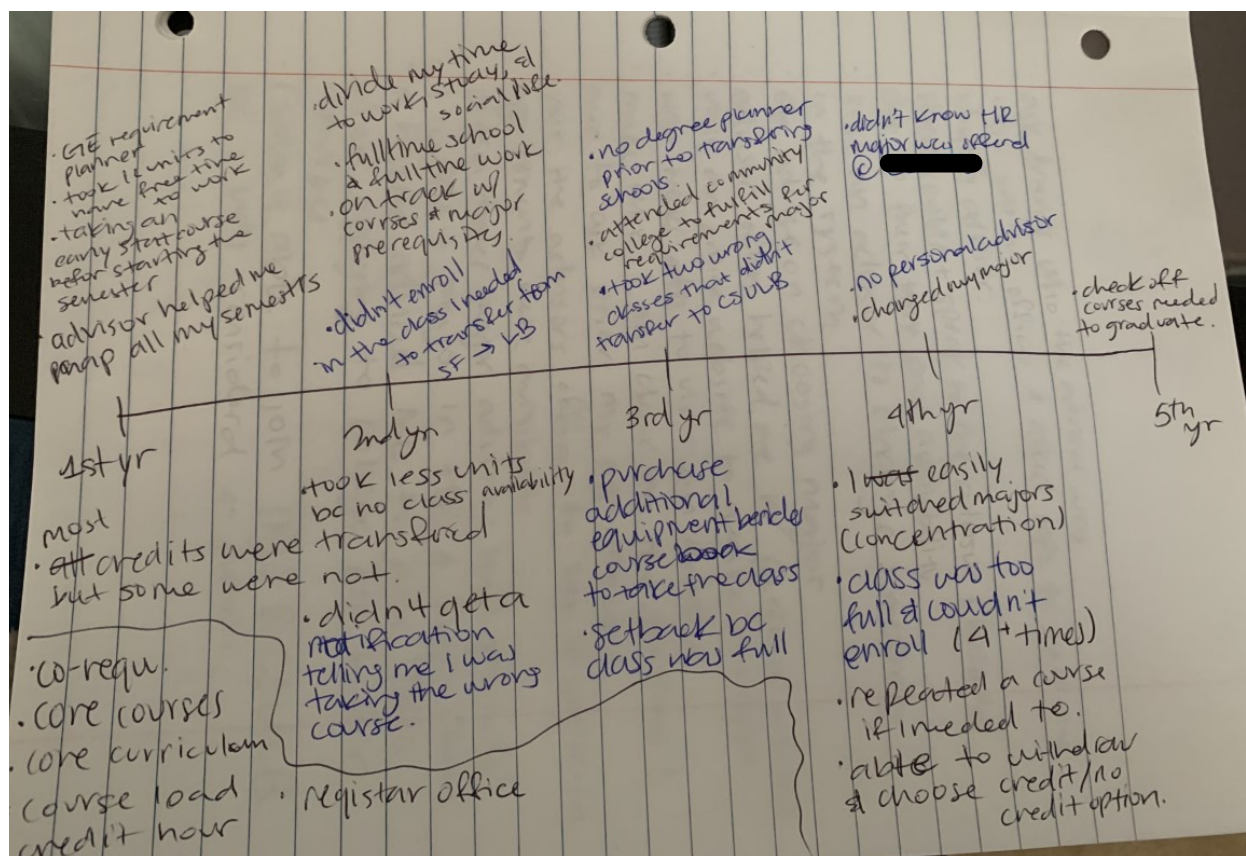 · GE requirement
planner
· took 12 units to
have free time
to work
· taking an
early start course
befor starting the
semester
· advisor helped me
all my semestrs
· divide my time
to work, study, &
social life.
· fulltime school
& fulltime work
· on track w/
courses & major
prerequisites.
· didn't enroll
in the class I needed
to transfer from
SF → LB
· no degree planner
prior to transfering
schools
· attended community
college to fulfill
requirements for
major
· took two wrong
classes that didn't
transfer to CSULB
· didn't know HR
major was offered
@
· no personal advisor
· changed my major
· check off
courses needed
to graduate.
1st yr
2nd yr
3rd yr
4th yr
5th
yr
most
· all credits were transferred
but some were not.
· took less units
bc no class availability
· didn't get a
notification
telling me I was
taking the wrong
course.
· purchase
additional
equipment besides
course book
to take the class
· setback bc
class was full
· I was easily
switched majors
(concentration)
· class was too
full & couldn't
enroll (4+ times)
· repeated a course
if I needed to.
· able to withdraw
& choose credit/no
credit option.
· co-requ.
· core courses
· core curriculum
course load
credit hour
· registar office